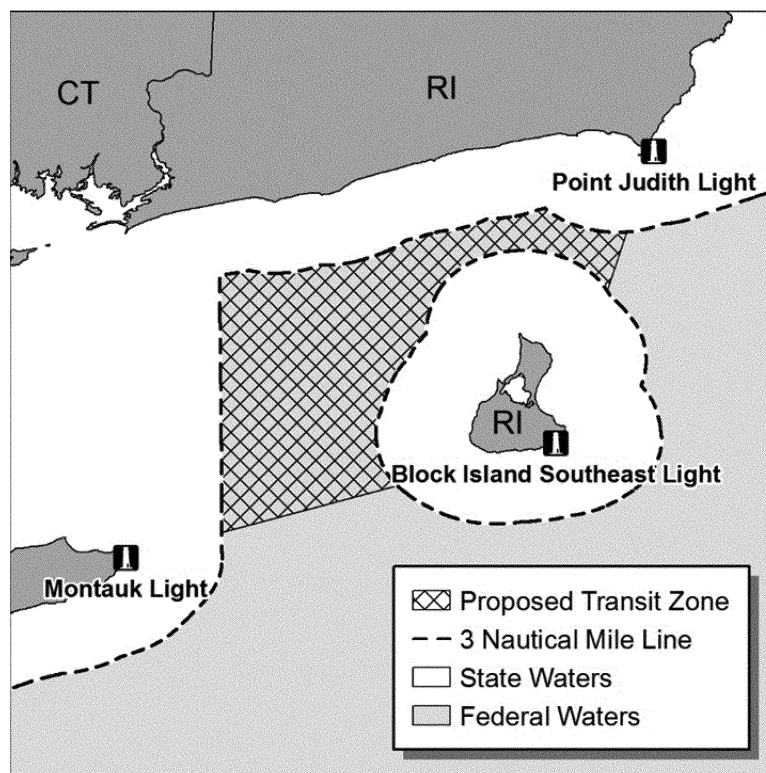 CT
RI
Point Judith Light
RI
Block Island Southeast Light
Montauk Light
Proposed Transit Zone
3 Nautical Mile Line
State Waters
Federal Waters